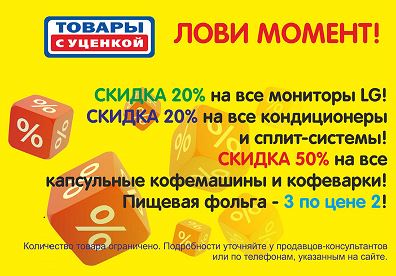 ТОВАРЫ
С УЦЕНКОЙ
ЛОВИ МОМЕНТ!
СКИДКА 20% на все мониторы LG!
СКИДКА 20% на все кондиционеры
и сплит-системы!
СКИДКА 50% на все
капсульные кофемашины и кофеварки!
Пищевая фольга - 3 по цене 2!
Количество товара ограничено. Подробности уточняйте у продавцов-консультантов
или по телефонам, указанным на сайте.